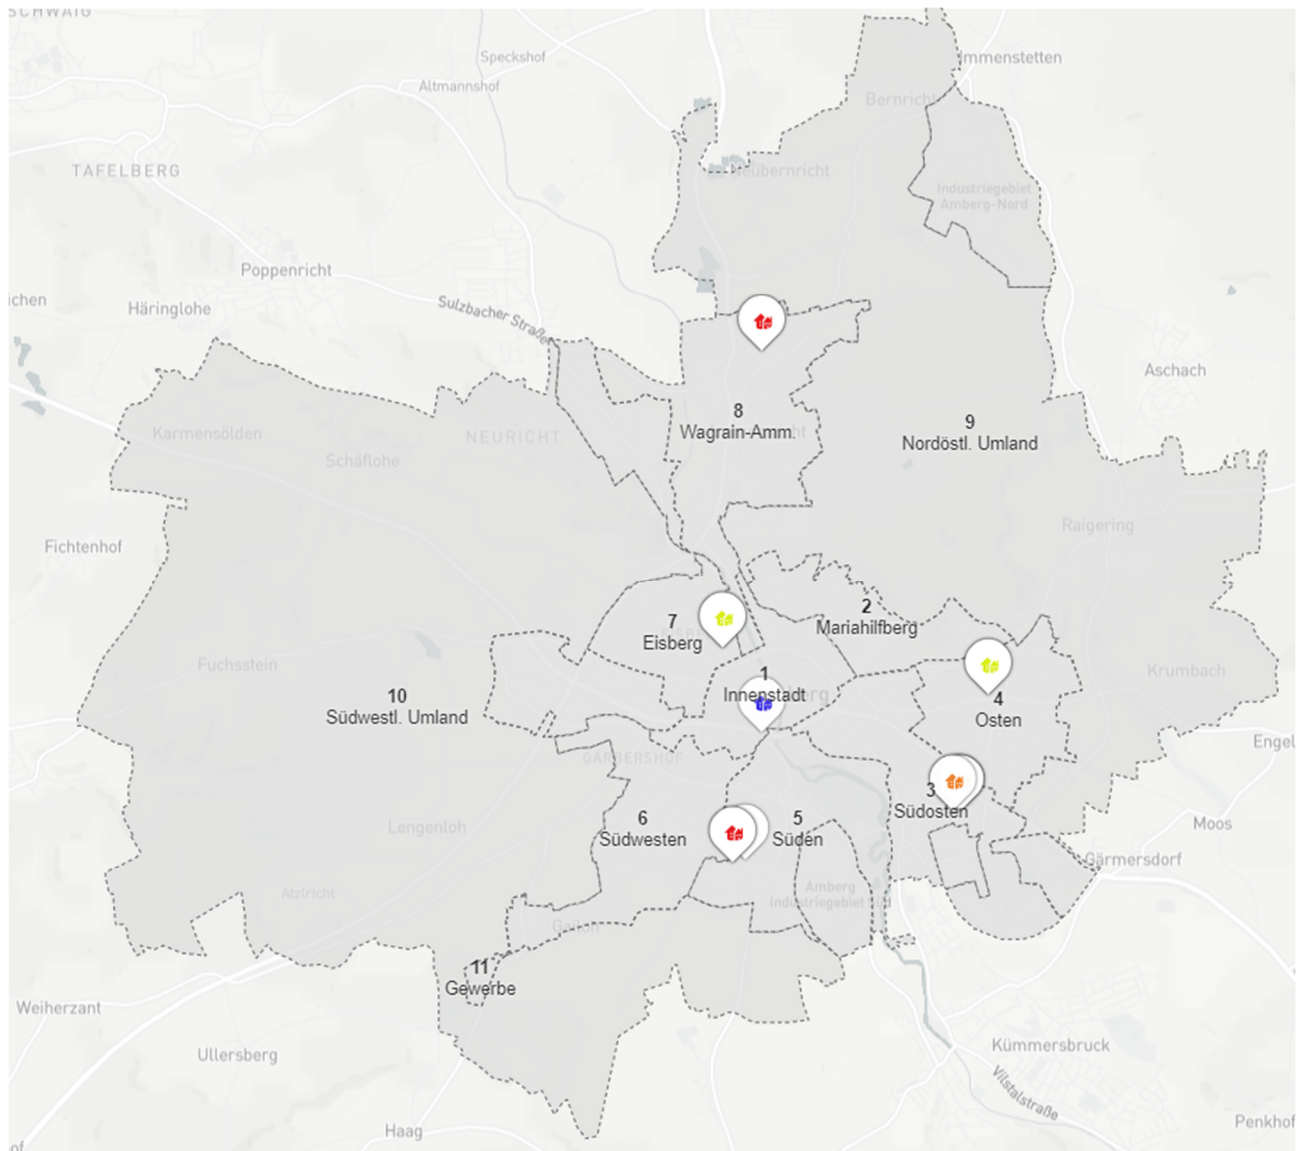 SCHWAIG
Speckshof
Immenstetten
Altmannshof
Bernricht
TAFELBERG
Neubernricht
Industriegebiet
Amberg-Nord
Poppenricht
Häringlohe
Sulzbacher Straße
Aschach
8
Wagrain-Amm.
9
Nordöstl. Umland
Karmensölden
NEURICHT
Schäflohe
Raigering
Fichtenhof
7
Eisberg
2
Mariahilfberg
Fuchsstein
Krumbach
1
Innenstadt
10
Südwestl. Umland
4
Osten
GÄRBERSHOF
Engel
3
Südosten
6
Südwesten
5
Süden
Lengenloh
Moos
Gärmersdorf
Atzlricht
Amberg
Industriegebiet Süd
Gailoh
11
Gewerbe
Weiherzant
Ullersberg
Kümmersbruck
Vilstalstraße
Haag
Penkhof